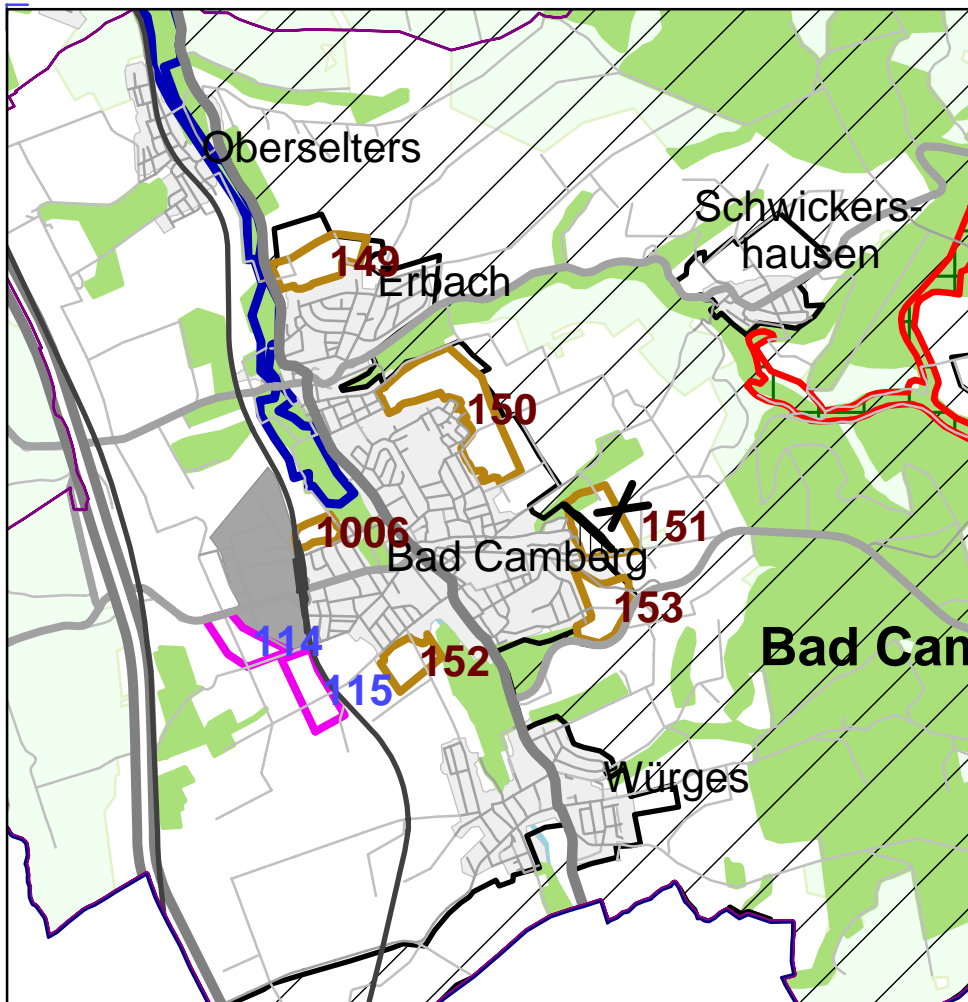 Oberselters
Schwickers-
hausen
149
Erbach
150
1006
151
Bad Camberg
153
114
152
Bad Cam
115
Würges